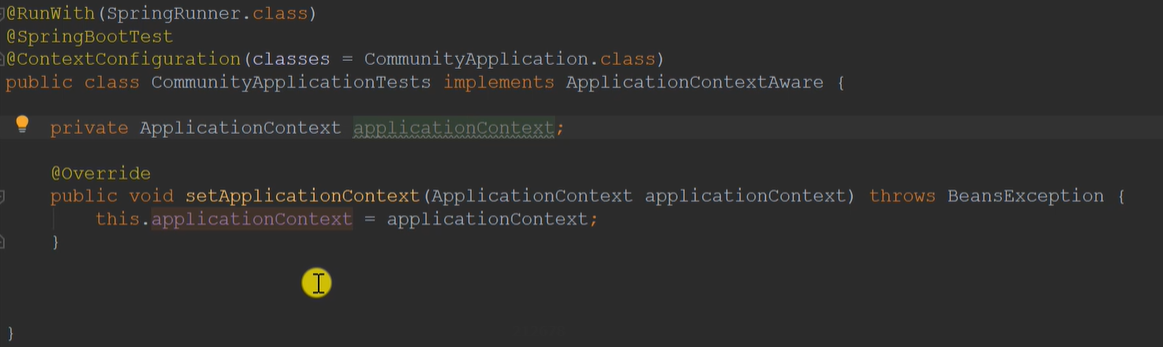 @RunWith(SpringRunner.class)
@SpringBootTest
@ContextConfiguration(classes = CommunityApplication.class)
public class CommunityApplicationTests implements ApplicationContextAware {
private ApplicationContext applicationContext;
@Override
public void setApplicationContext(ApplicationContext applicationContext) throws BeansException {
this.applicationContext = applicationContext;
}
}